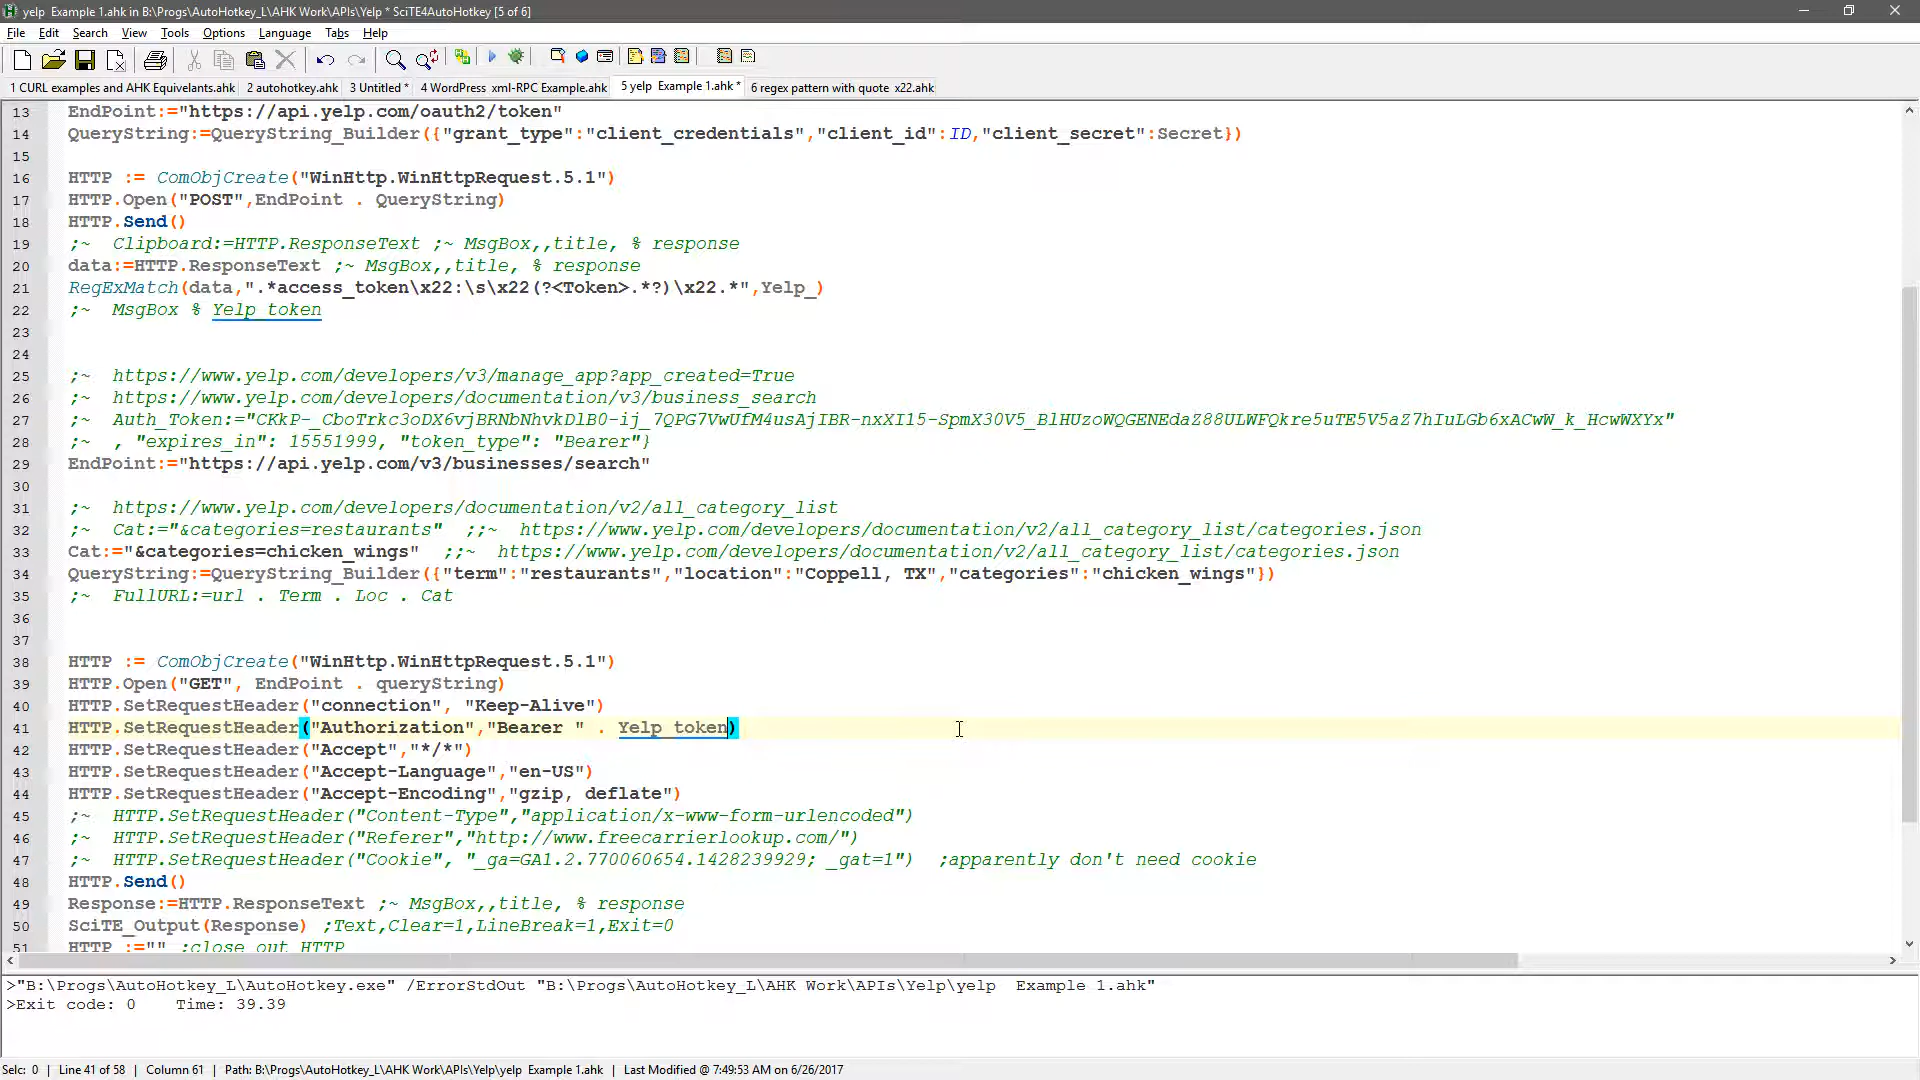 yelp  Example 1.ahk in B:\Progs\AutoHotkey_L\AHK Work\APIs\Yelp * SciTE4AutoHotkey [5 of 6]
File Edit Search View Tools Options Language Tabs Help
1 CURL examples and AHK Equivelants.ahk 2 autohotkey.ahk 3 Untitled * 4 WordPress  xml-RPC Example.ahk 5 yelp  Example 1.ahk * 6 regex pattern with quote  x22.ahk
13 EndPoint:="https://api.yelp.com/oauth2/token"
14 QueryString:=QueryString_Builder({"grant_type":"client_credentials","client_id":ID,"client_secret":Secret})
15
16 HTTP := ComObjCreate("WinHttp.WinHttpRequest.5.1")
17 HTTP.Open("POST",EndPoint . QueryString)
18 HTTP.Send()
19 ;~  Clipboard:=HTTP.ResponseText ;~ MsgBox,,title, % response
20 data:=HTTP.ResponseText ;~ MsgBox,,title, % response
21 RegExMatch(data,".*access_token\x22:\s\x22(?<Token>.*?)\x22.*",Yelp_)
22 ;~  MsgBox % Yelp_token
23
24
25 ;~  https://www.yelp.com/developers/v3/manage_app?app_created=True
26 ;~  https://www.yelp.com/developers/documentation/v3/business_search
27 ;~  Auth_Token:="CKkP-_CboTrkc3oDX6vjBRNbNhvkDlB0-ij_7QPG7VwUfM4usAjIBR-nxXI15-SpmX30V5_BlHUzoWQGENEdaZ88ULWFQkre5uTE5V5aZ7hIuLGb6xACwW_k_HcwWXYx"
28 ;~  , "expires_in": 15551999, "token_type": "Bearer"}
29 EndPoint:="https://api.yelp.com/v3/businesses/search"
30
31 ;~  https://www.yelp.com/developers/documentation/v2/all_category_list
32 ;~  Cat:="&categories=restaurants"  ;;~  https://www.yelp.com/developers/documentation/v2/all_category_list/categories.json
33 Cat:="&categories=chicken_wings"  ;;~  https://www.yelp.com/developers/documentation/v2/all_category_list/categories.json
34 QueryString:=QueryString_Builder({"term":"restaurants","location":"Coppell, TX","categories":"chicken_wings"})
35 ;~  FullURL:=url . Term . Loc . Cat
36
37
38 HTTP := ComObjCreate("WinHttp.WinHttpRequest.5.1")
39 HTTP.Open("GET", EndPoint . queryString)
40 HTTP.SetRequestHeader("connection", "Keep-Alive")
41 HTTP.SetRequestHeader("Authorization","Bearer " . Yelp_token)
42 HTTP.SetRequestHeader("Accept","*/*")
43 HTTP.SetRequestHeader("Accept-Language","en-US")
44 HTTP.SetRequestHeader("Accept-Encoding","gzip, deflate")
45 ;~  HTTP.SetRequestHeader("Content-Type","application/x-www-form-urlencoded")
46 ;~  HTTP.SetRequestHeader("Referer","http://www.freecarrierlookup.com/")
47 ;~  HTTP.SetRequestHeader("Cookie", "_ga=GA1.2.770060654.1428239929; _gat=1")  ;apparently don't need cookie
48 HTTP.Send()
49 Response:=HTTP.ResponseText ;~ MsgBox,,title, % response
50 SciTE_Output(Response) ;Text,Clear=1,LineBreak=1,Exit=0
51 HTTP :="" ;close out HTTP
>"B:\Progs\AutoHotkey_L\AutoHotkey.exe" /ErrorStdOut "B:\Progs\AutoHotkey_L\AHK Work\APIs\Yelp\yelp  Example 1.ahk"
>Exit code: 0    Time: 39.39
Selc: 0 | Line 41 of 58 | Column 61 | Path: B:\Progs\AutoHotkey_L\AHK Work\APIs\Yelp\yelp  Example 1.ahk | Last Modified @ 7:49:53 AM on 6/26/2017